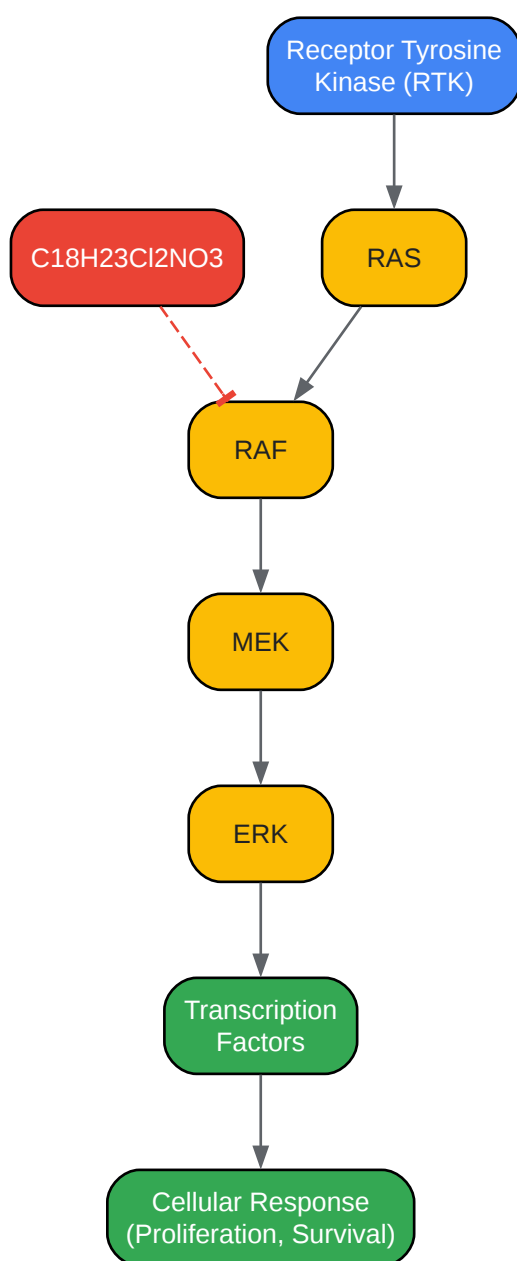 Receptor Tyrosine
Kinase (RTK)
C18H23Cl2NO3
RAS
RAF
MEK
ERK
Transcription
Factors
Cellular Response
(Proliferation, Survival)